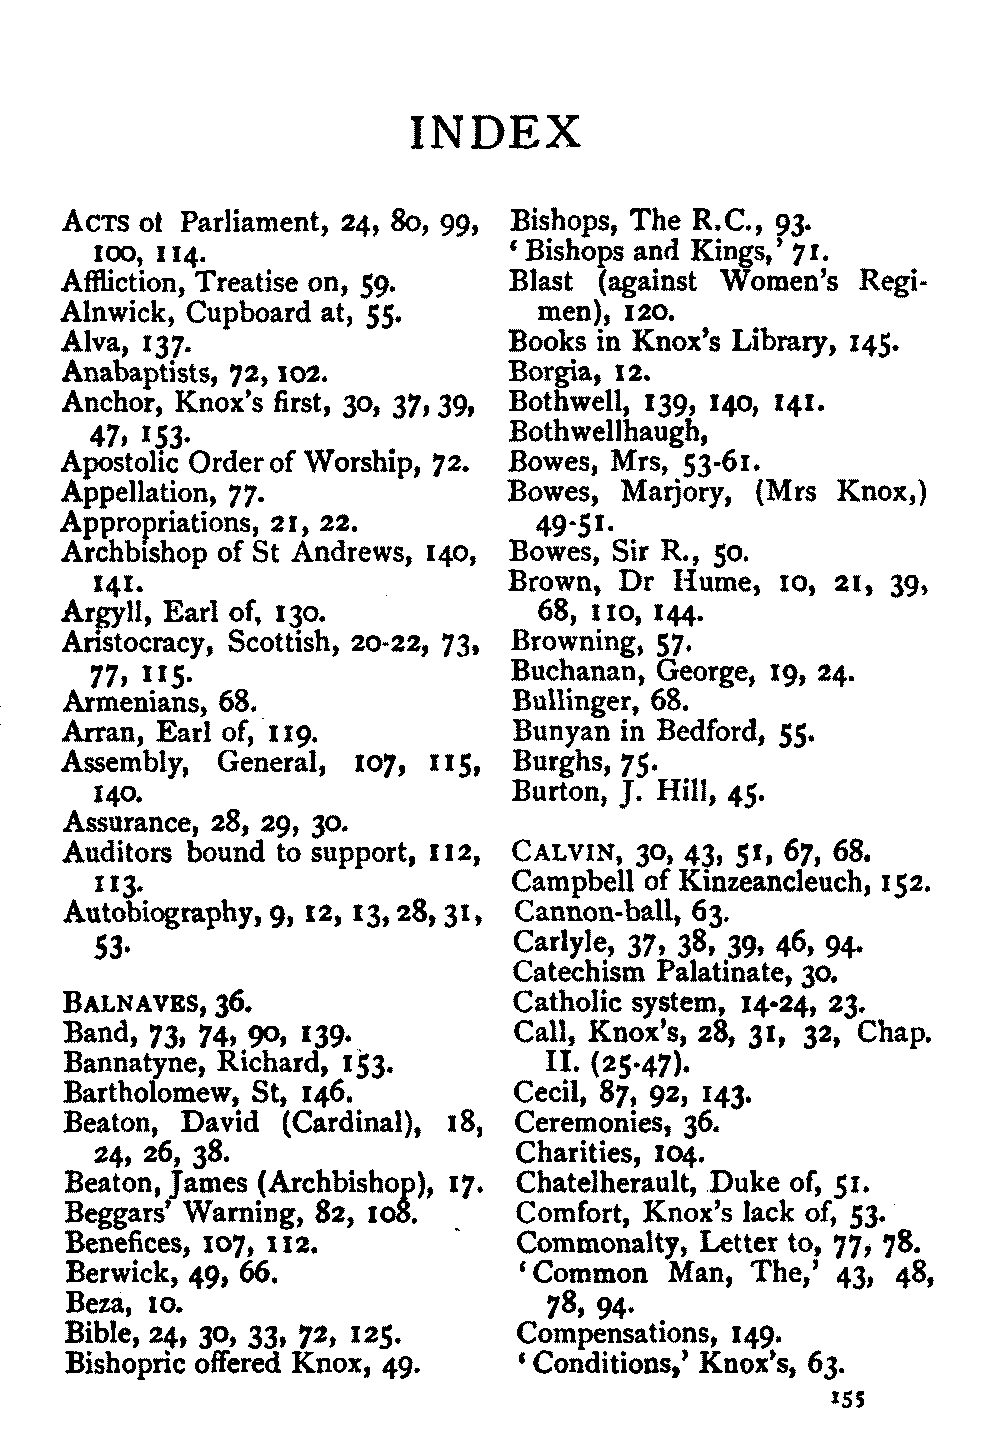 INDEX
ACTS ot Parliament, 24, 80, 99,
100, 114.
Affliction, Treatise on, 59.
Alnwick, Cupboard at, 55.
Alva, 137.
Anabaptists, 72, 102.
Anchor, Knox's first, 30, 37, 39,
47, 153.
Apostolic Order of Worship, 72.
Appellation, 77.
Appropriations, 21, 22.
Archbishop of St Andrews, 140,
141.
Argyll, Earl of, 130.
Aristocracy, Scottish, 20-22, 73,
77, 115.
Armenians, 68.
Arran, Earl of, 119.
Assembly, General, 107, 115,
140.
Assurance, 28, 29, 30.
Auditors bound to support, 112,
113.
Autobiography, 9, 12, 13, 28, 31,
53.
BALNAVES, 36.
Band, 73, 74, 90, 139.
Bannatyne, Richard, 153.
Bartholomew, St, 146.
Beaton, David (Cardinal), 18,
24, 26, 38.
Beaton, James (Archbishop), 17.
Beggars' Warning, 82, 108.
Benefices, 107, 112.
Berwick, 49, 66.
Beza, 10.
Bible, 24, 30, 33, 72, 125.
Bishopric offered Knox, 49.
Bishops, The R.C., 93.
'Bishops and Kings,' 71.
Blast (against Women's Regi-
men), 120.
Books in Knox's Library, 145.
Borgia, 12.
Bothwell, 139, 140, 141.
Bothwellhaugh,
Bowes, Mrs, 53-61.
Bowes, Marjory, (Mrs Knox,)
49-51.
Bowes, Sir R., 50.
Brown, Dr Hume, 10, 21, 39,
68, 110, 144.
Browning, 57.
Buchanan, George, 19, 24.
Bullinger, 68.
Bunyan in Bedford, 55.
Burghs, 75.
Burton, J. Hill, 45.
CALVIN, 30, 43, 51, 67, 68.
Campbell of Kinzeancleuch, 152.
Cannon-ball, 63.
Carlyle, 37, 38, 39, 46, 94.
Catechism Palatinate, 30.
Catholic system, 14-24, 23.
Call, Knox's, 28, 31, 32, Chap.
II. (25-47).
Cecil, 87, 92, 143.
Ceremonies, 36.
Charities, 104.
Chatelherault, Duke of, 51.
Comfort, Knox's lack of, 53.
Commonalty, Letter to, 77, 78.
'Common Man, The,' 43, 48,
78, 94.
Compensations, 149.
'Conditions,' Knox's, 63.
155